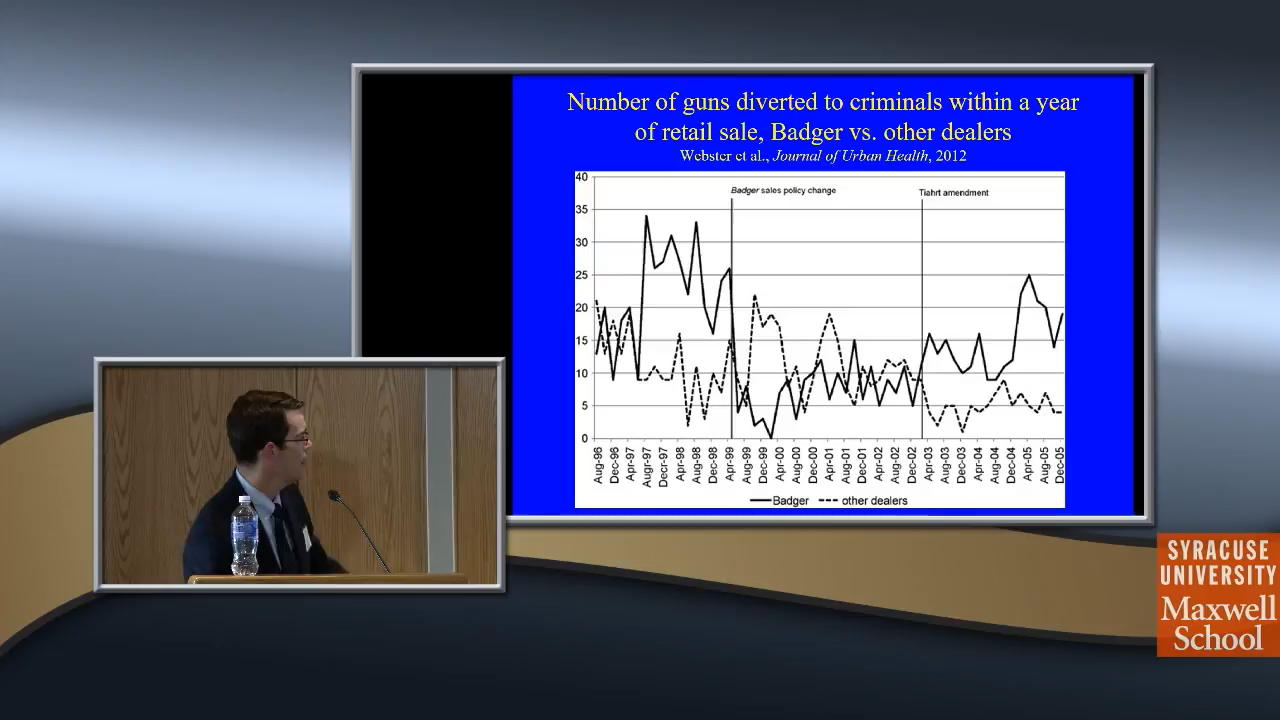 Number of guns diverted to criminals within a year
of retail sale, Badger vs. other dealers
Webster et al., Journal of Urban Health, 2012
40
35
30
25
20
15
10
5
0
Badger sales policy change
Tiahrt amendment
Aug-96
Dec-96
Apr-97
Augr-97
Decr-97
Apr-98
Aug-98
Dec-98
Apr-99
Aug-99
Dec-99
Apr-00
Aug-00
Dec-00
Apr-01
Aug-01
Dec-01
Apr-02
Aug-02
Dec-02
Apr-03
Aug-03
Dec-03
Apr-04
Aug-04
Dec-04
Apr-05
Aug-05
Dec-05
Badger
other dealers
SYRACUSE
UNIVERSITY
Maxwell
School